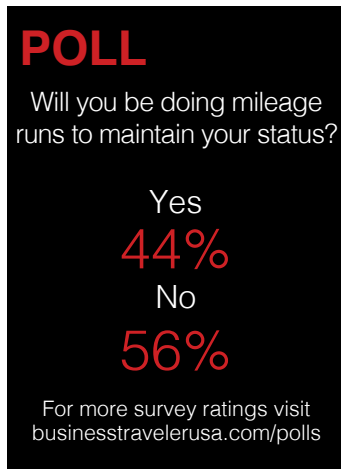 POLL
Will you be doing mileage
runs to maintain your status?
Yes
44%
No
56%
For more survey ratings visit
businesstravelerusa.com/polls